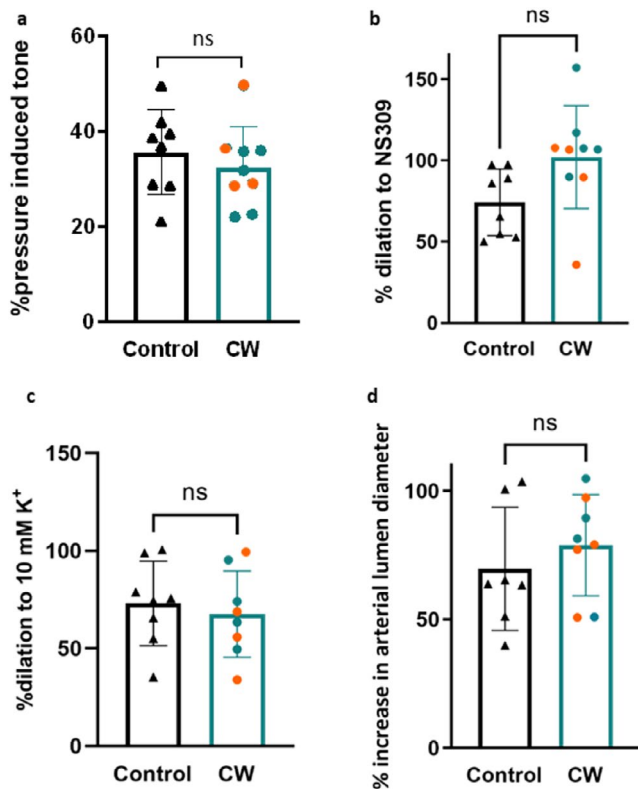 a
ns
60
40
20
0
%pressure induced tone
Control CW
b
ns
150
100
50
0
% dilation to NS309
Control CW
c
ns
150
100
50
0
%dilation to 10 mM K⁺
Control CW
d
ns
100
50
0
% increase in arterial lumen diameter
Control CW